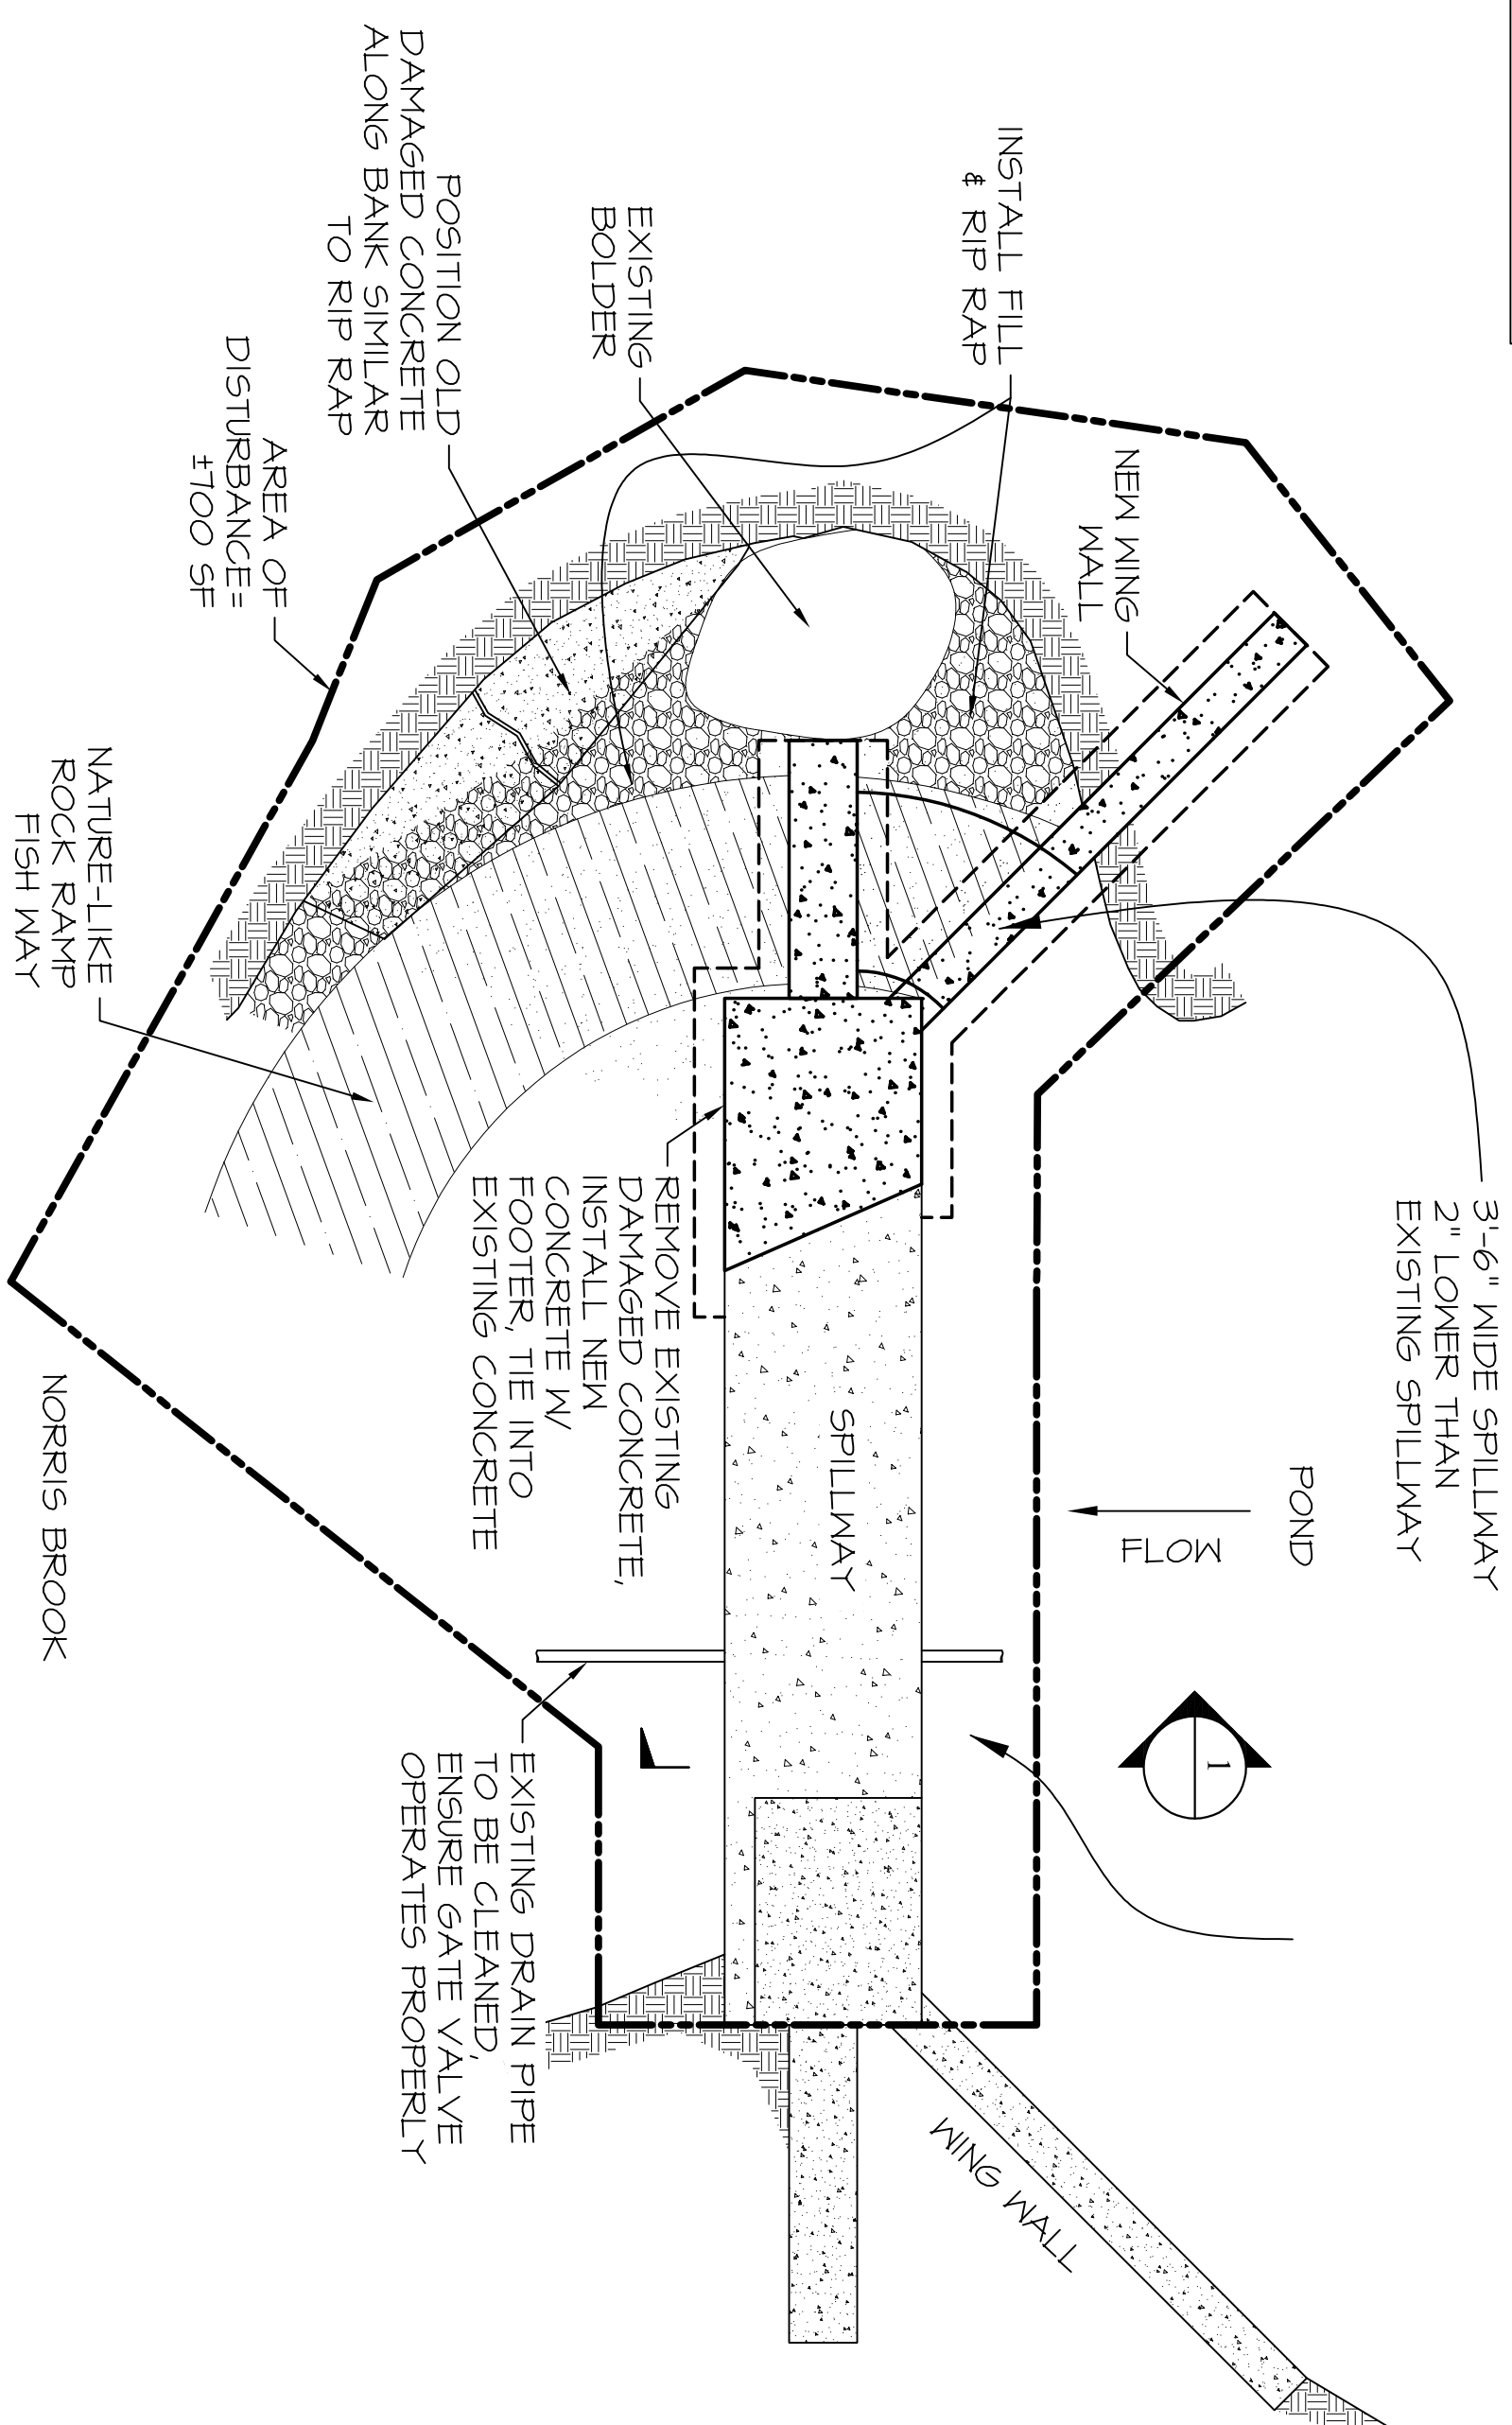 3'-6" WIDE SPILLWAY
2" LOWER THAN
EXISTING SPILLWAY
POND
FLOW
1
INSTALL FILL
& RIP RAP
NEW WING
WALL
EXISTING
BOLDER
POSITION OLD
DAMAGED CONCRETE
ALONG BANK SIMILAR
TO RIP RAP
AREA OF
DISTURBANCE=
±700 SF
NATURE-LIKE
ROCK RAMP
FISH WAY
SPILLWAY
REMOVE EXISTING
DAMAGED CONCRETE,
INSTALL NEW
CONCRETE W/
FOOTER, TIE INTO
EXISTING CONCRETE
WING WALL
EXISTING DRAIN PIPE
TO BE CLEANED,
ENSURE GATE VALVE
OPERATES PROPERLY
NORRIS BROOK